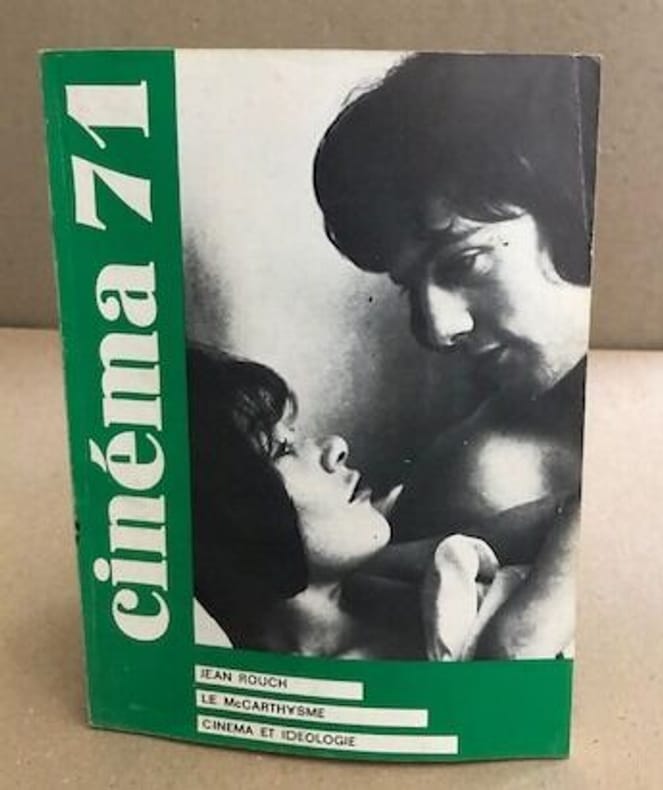 cinéma 71
JEAN ROUCH
LE McCARTHYSME
CINEMA ET IDEOLOGIE